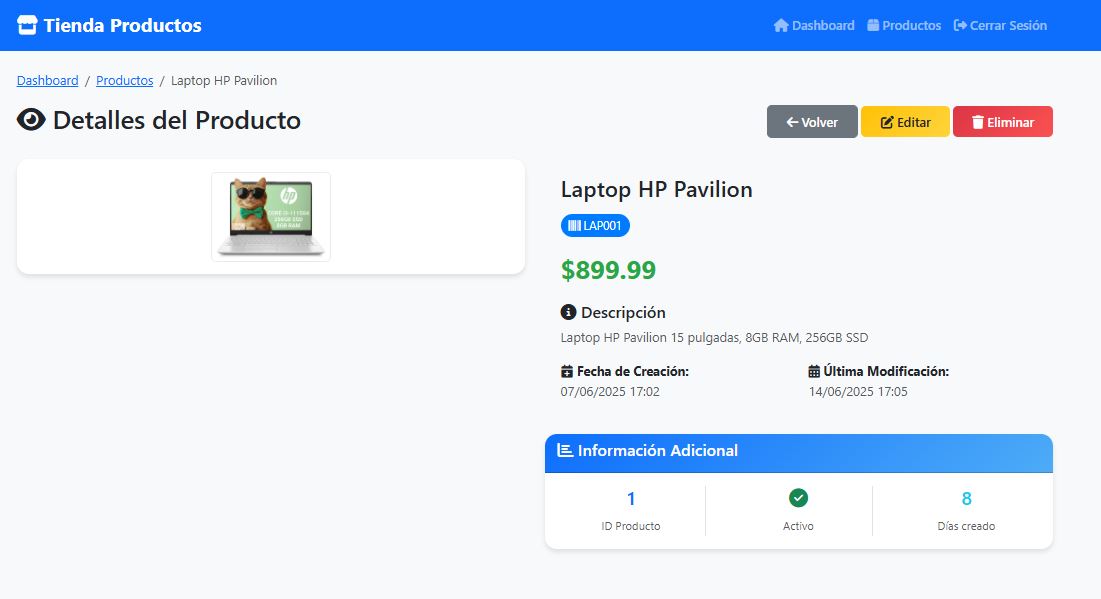 Tienda Productos
Dashboard Productos Cerrar Sesión
Dashboard / Productos / Laptop HP Pavilion
Detalles del Producto
Volver Editar Eliminar
hp
256GB SSD
8GB RAM
Laptop HP Pavilion
LAP001
$899.99
Descripción
Laptop HP Pavilion 15 pulgadas, 8GB RAM, 256GB SSD
Fecha de Creación: Última Modificación:
07/06/2025 17:02 14/06/2025 17:05
Información Adicional
1 8
ID Producto Activo Días creado